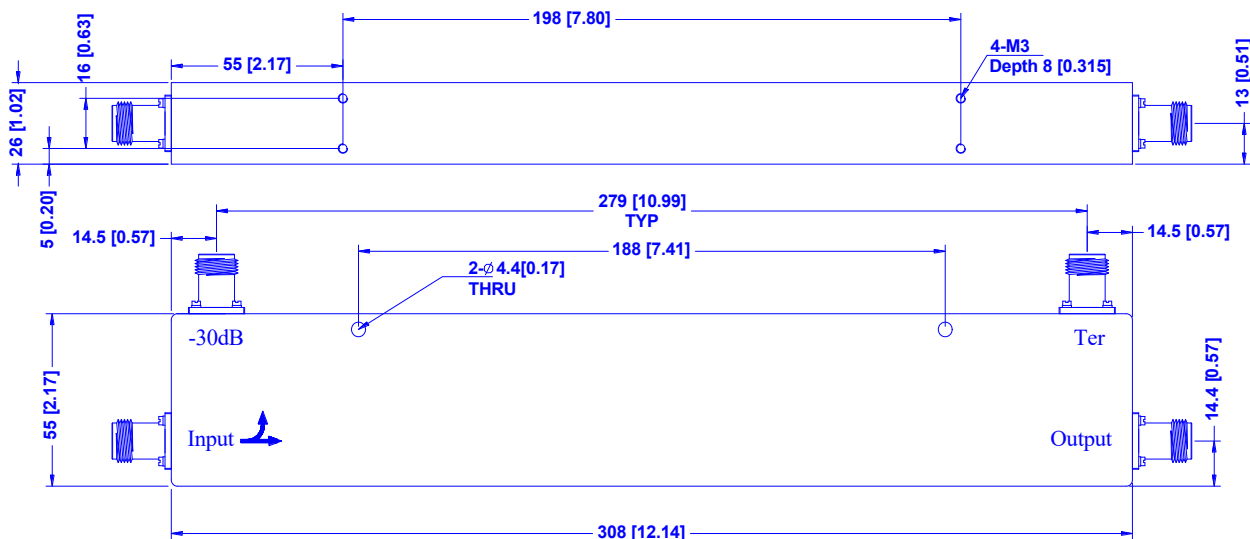 198 [7.80]
16 [0.63]
55 [2.17]
4-M3
Depth 8 [0.315]
13 [0.51]
26 [1.02]
5 [0.20]
279 [10.99]
TYP
14.5 [0.57]
14.5 [0.57]
188 [7.41]
2-∅4.4[0.17]
THRU
-30dB
Ter
55 [2.17]
14.4 [0.57]
Input
Output
308 [12.14]